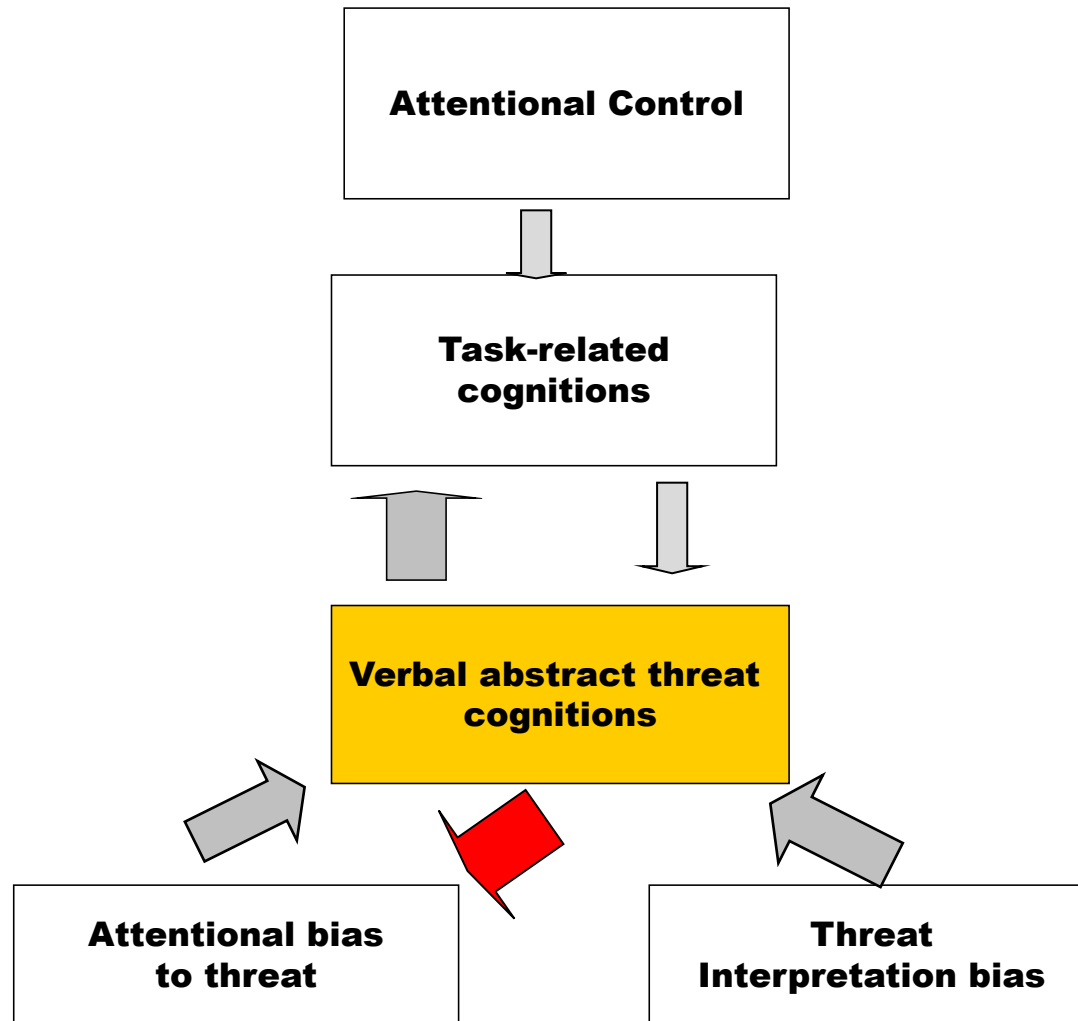 Attentional Control
Task-related
cognitions
Verbal abstract threat
cognitions
Attentional bias
to threat
Threat
Interpretation bias